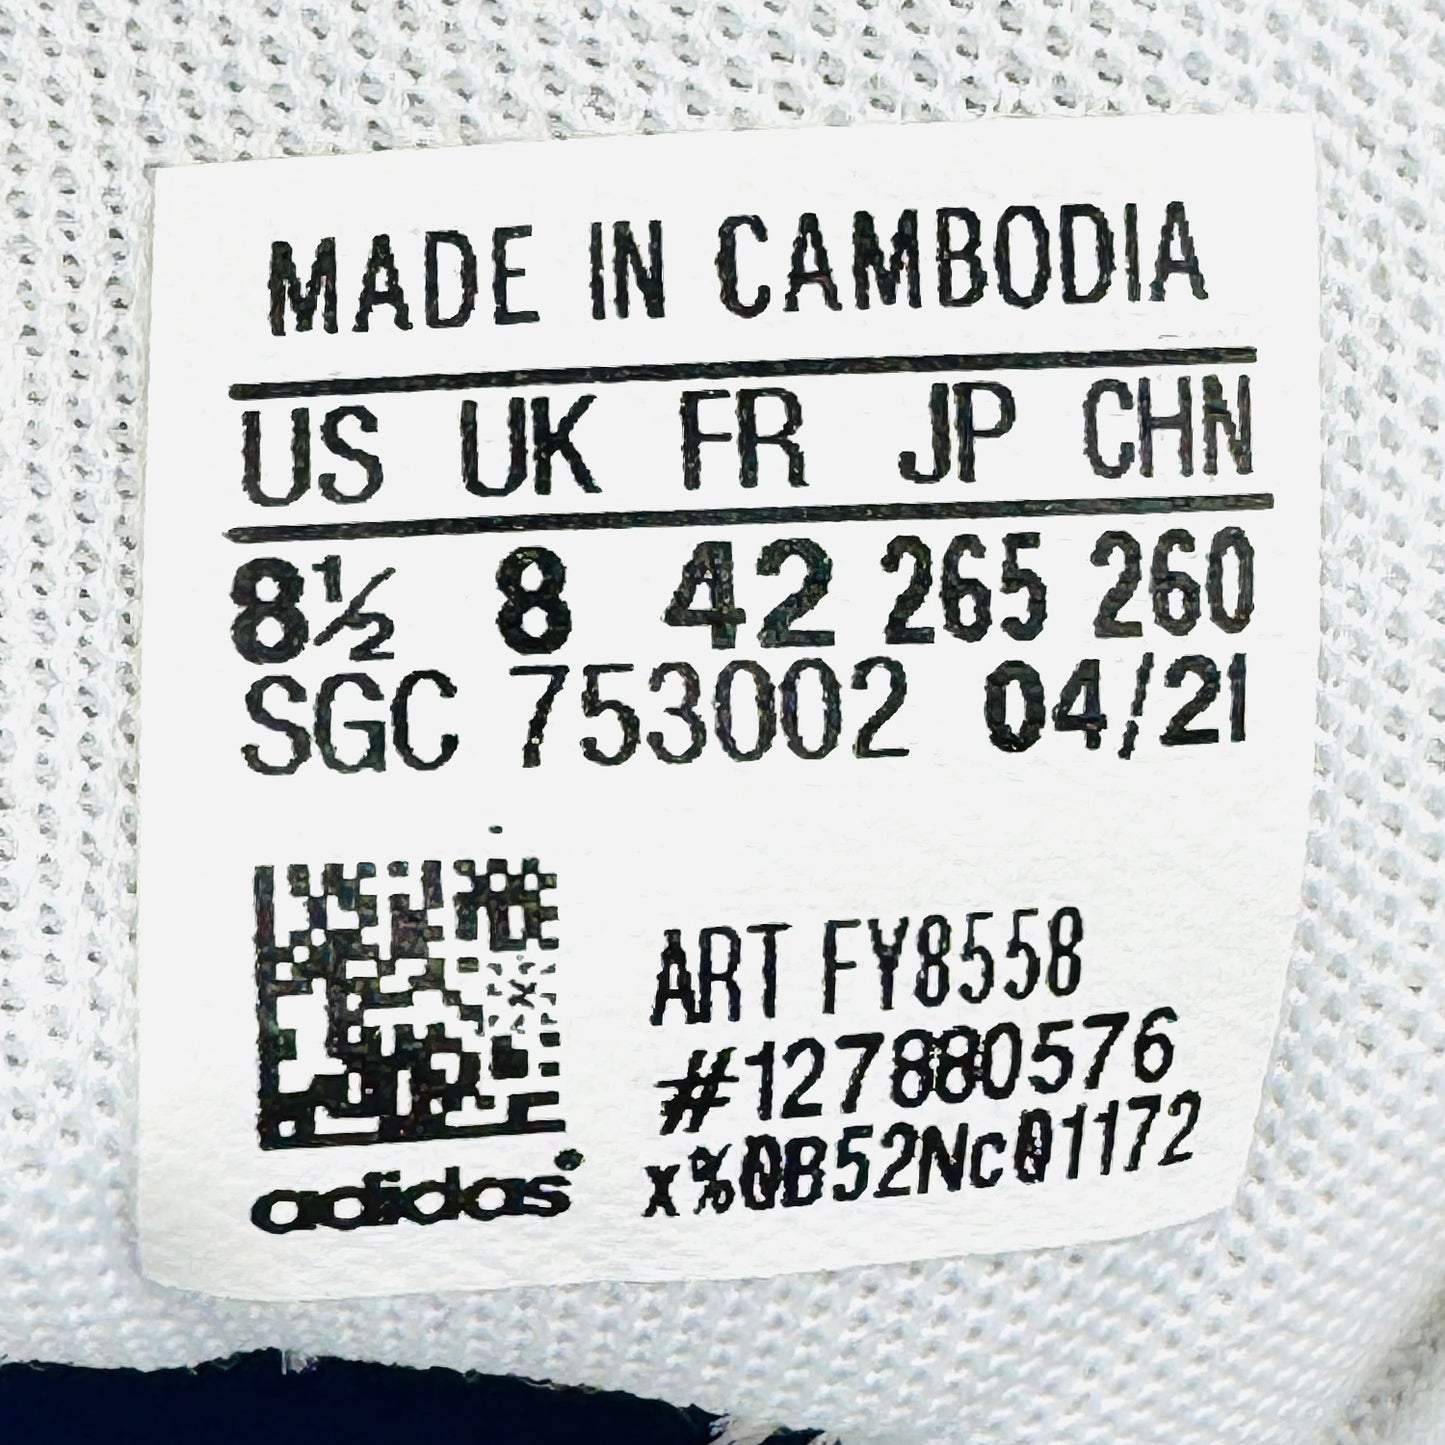 MADE IN CAMBODIA
US UK FR JP CHN
8½ 8 42 265 260
SGC 753002 04/21
ART FY8558
#127880576
x%0B52Nc01172
adidas